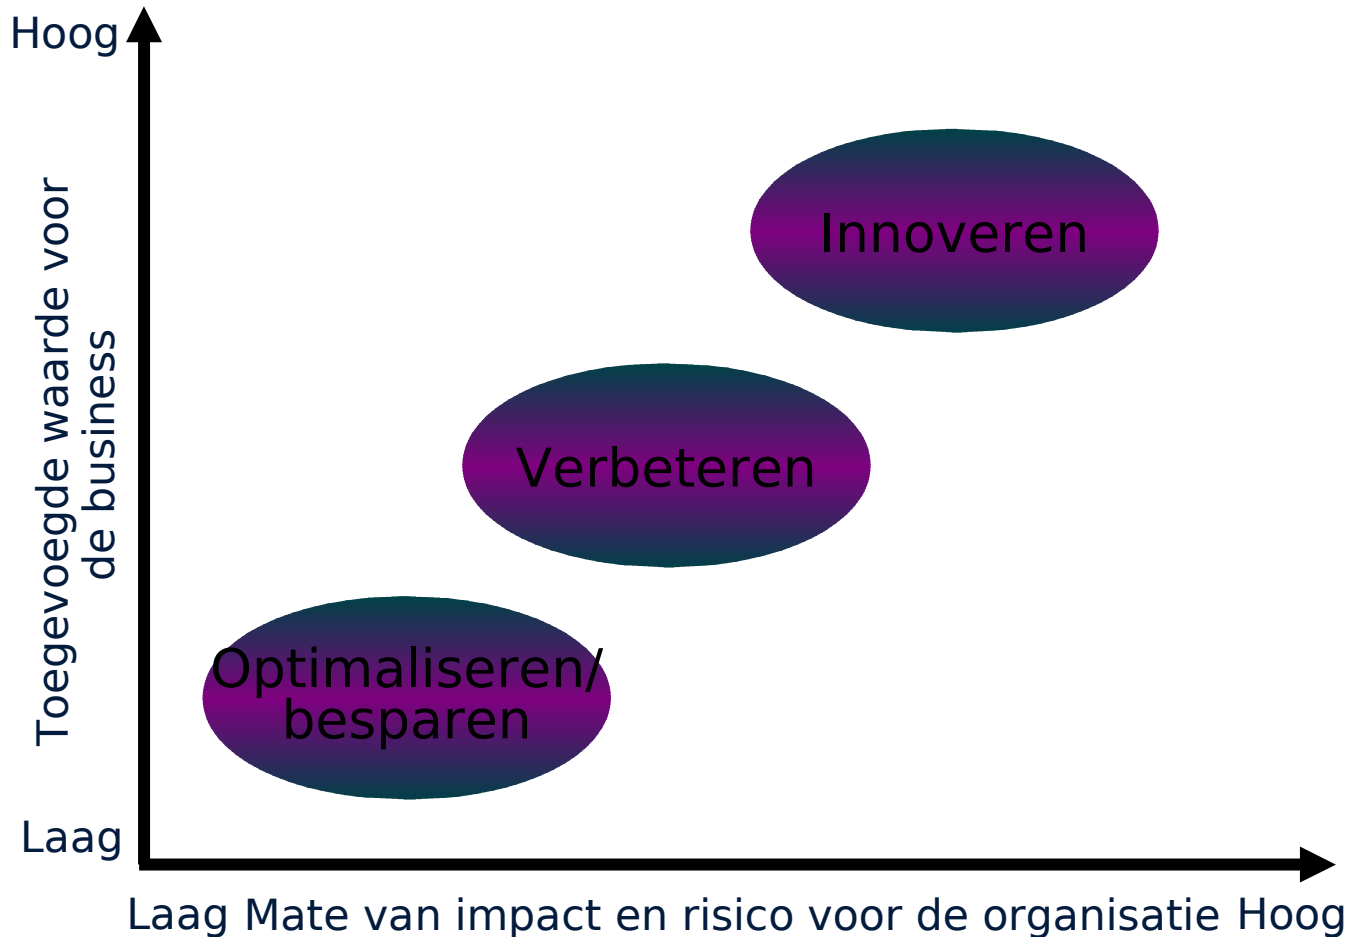 Hoog
Toegevoegde waarde voor
de business
Innoveren
Verbeteren
Optimaliseren/
besparen
Laag
Laag Mate van impact en risico voor de organisatie Hoog